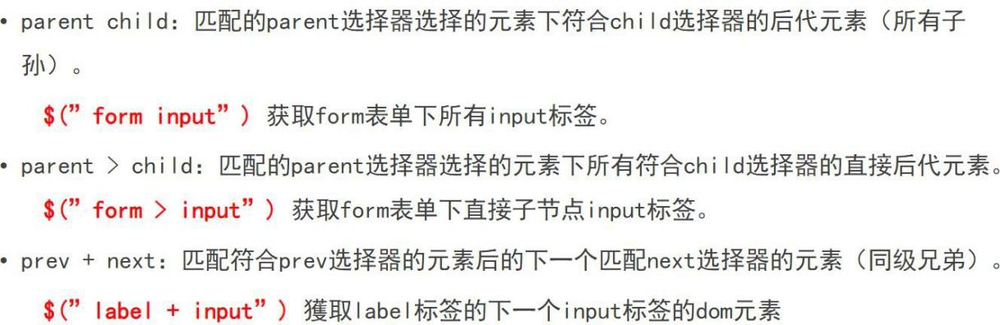 • parent child：匹配的parent选择器选择的元素下符合child选择器的后代元素（所有子
孙）。
$(” form input”) 获取form表单下所有input标签。
• parent > child：匹配的parent选择器选择的元素下所有符合child选择器的直接后代元素。
$(” form > input”) 获取form表单下直接子节点input标签。
• prev + next：匹配符合prev选择器的元素后的下一个匹配next选择器的元素（同级兄弟）。
$(” label + input”) 獲取label标签的下一个input标签的dom元素